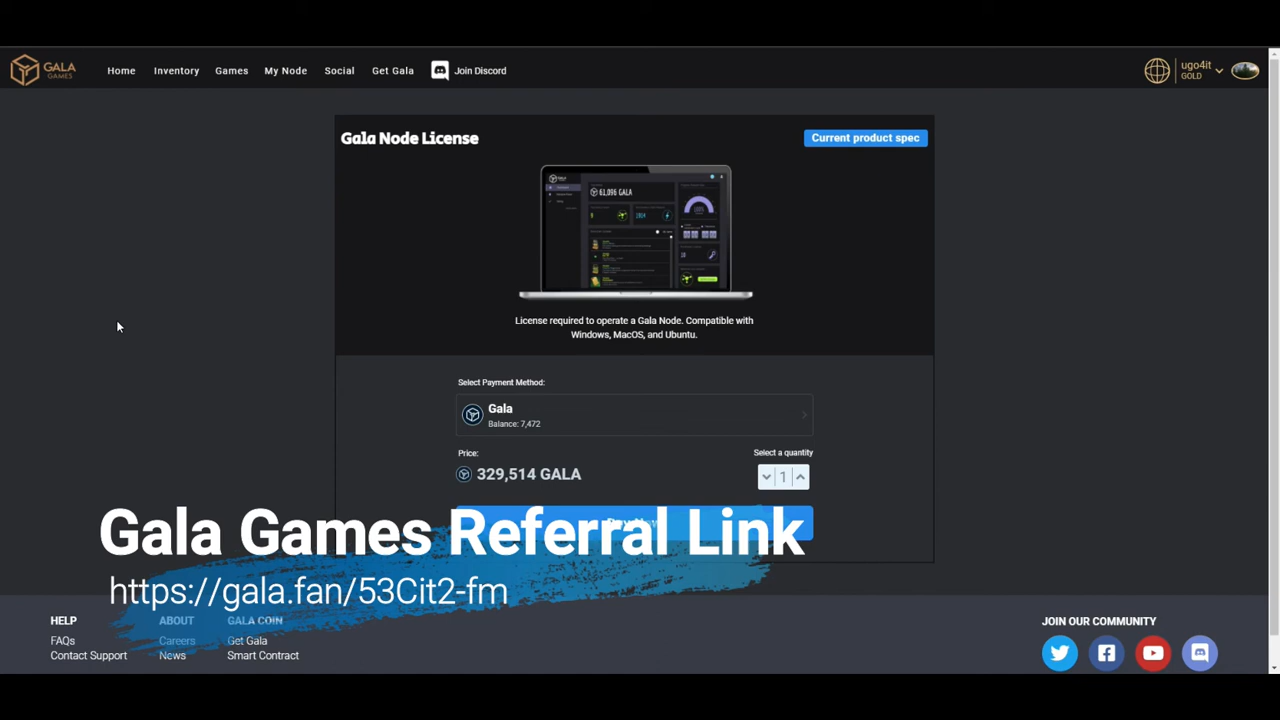 GALA
GAMES
Home
Inventory
Games
My Node
Social
Get Gala
Join Discord
ugo4it
GOLD
Gala Node License
Current product spec
61,096 GALA
License required to operate a Gala Node. Compatible with
Windows, MacOS, and Ubuntu.
Select Payment Method:
Gala
Balance: 7,472
Price:
Select a quantity
329,514 GALA
1
Gala Games Referral Link
https://gala.fan/53Cit2-fm
HELP
ABOUT
GALA COIN
JOIN OUR COMMUNITY
FAQs
Careers
Get Gala
Contact Support
News
Smart Contract